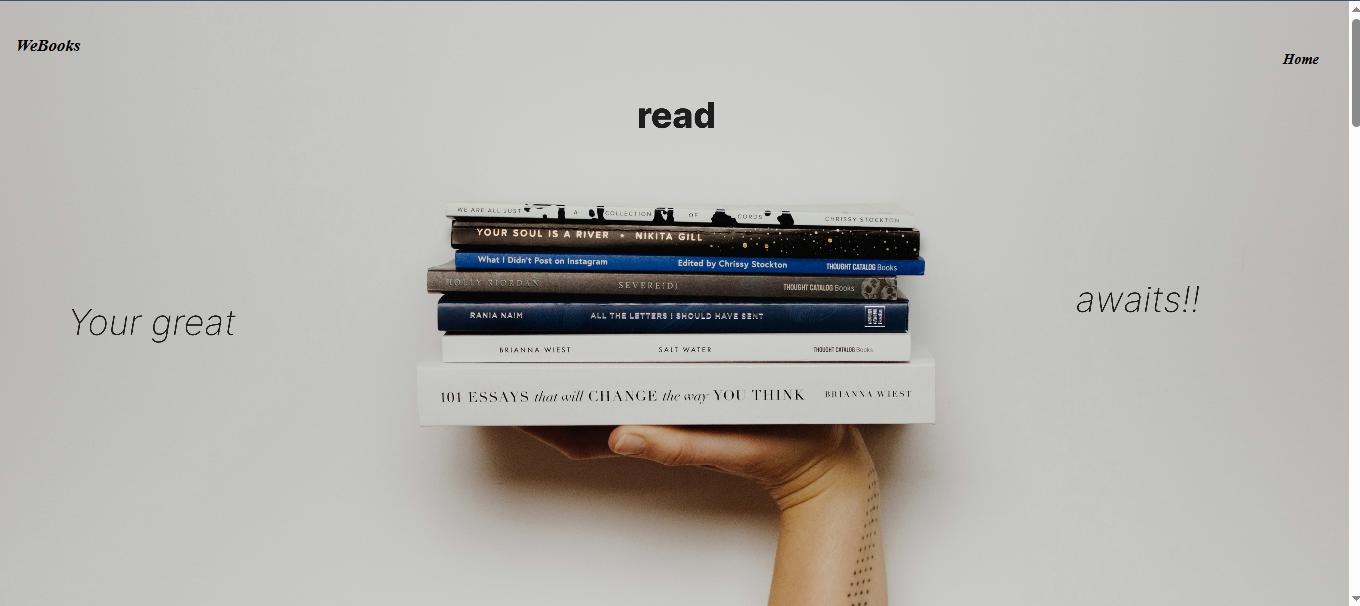 WeBooks
Home
read
WE ARE ALL JUST A COLLECTION OF CORDS CHRISSY STOCKTON
YOUR SOUL IS A RIVER • NIKITA GILL
What I Didn't Post on Instagram Edited by Chrissy Stockton THOUGHT CATALOG Books
HOLLY RIORDAN SEVERE(D) THOUGHT CATALOG Books
RANIA NAIM ALL THE LETTERS I SHOULD HAVE SENT
BRIANNA WIEST SALT WATER THOUGHT CATALOG Books
101 ESSAYS that will CHANGE the way YOU THINK BRIANNA WIEST
Your great
awaits!!